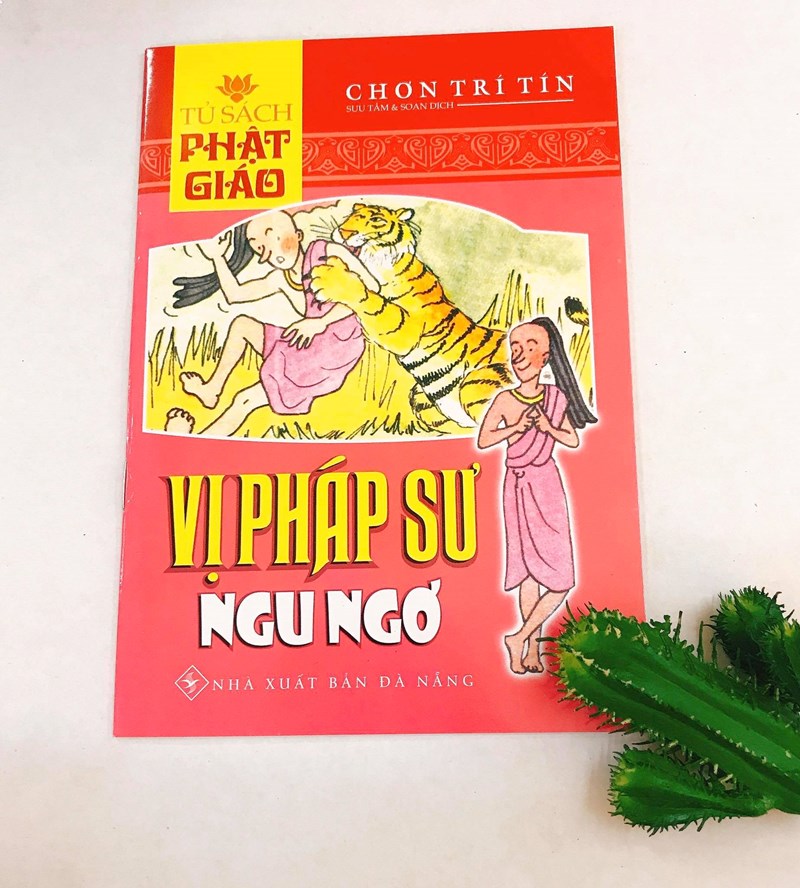 TỦ SÁCH
PHẬT
GIÁO
CHƠN TRÍ TÍN
SƯU TẦM & SOẠN DỊCH
VỊ PHÁP SƯ
NGU NGƠ
NHÀ XUẤT BẢN ĐÀ NẴNG